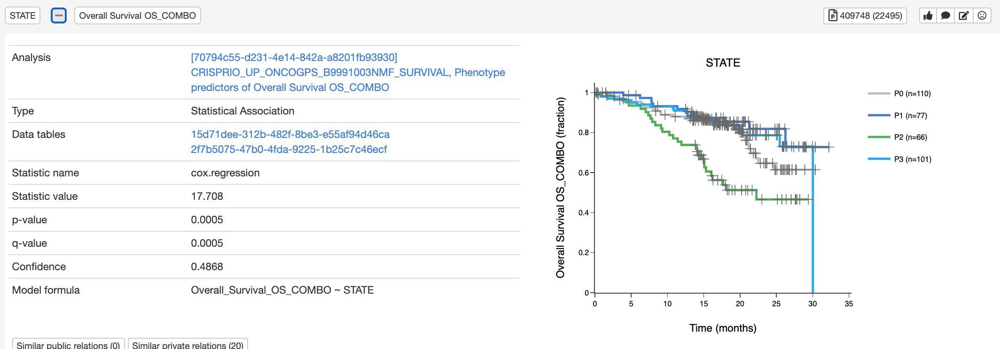 STATE
Overall Survival OS_COMBO
409748 (22495)
Analysis
[70794c55-d231-4e14-842a-a8201fb93930]
CRISPRIO_UP_ONCOGPS_B9991003NMF_SURVIVAL, Phenotype
predictors of Overall Survival OS_COMBO
Type
Statistical Association
Data tables
15d71dee-312b-482f-8be3-e55af94d46ca
2f7b5075-47b0-4fda-9225-1b25c7c46ecf
Statistic name
cox.regression
Statistic value
17.708
p-value
0.0005
q-value
0.0005
Confidence
0.4868
Model formula
Overall_Survival_OS_COMBO ~ STATE
Similar public relations (0)
Similar private relations (20)
STATE
Overall Survival OS_COMBO (fraction)
1
0.8
0.6
0.4
0.2
0
0
5
10
15
20
25
30
35
Time (months)
P0 (n=110)
P1 (n=77)
P2 (n=66)
P3 (n=101)